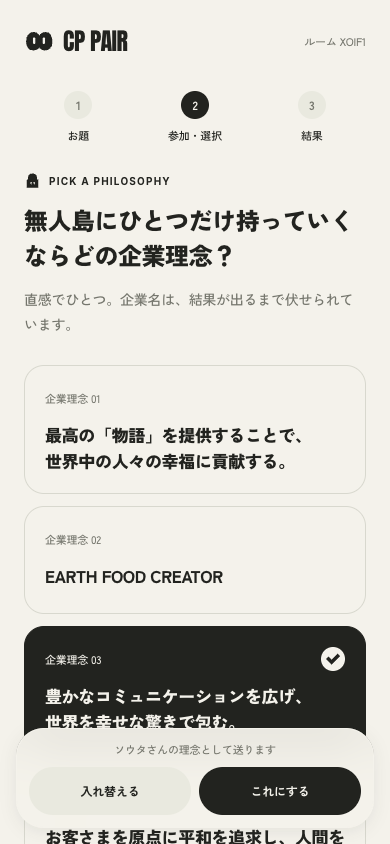 CP PAIR
ルーム XOIF1
1
2
3
お題
参加・選択
結果
PICK A PHILOSOPHY
無人島にひとつだけ持っていく
ならどの企業理念？
直感でひとつ。企業名は、結果が出るまで伏せられて
います。
企業理念 01
最高の「物語」を提供することで、
世界中の人々の幸福に貢献する。
企業理念 02
EARTH FOOD CREATOR
企業理念 03
豊かなコミュニケーションを広げ、
世界を幸せな驚きで包む。
ソウタさんの理念として送ります
入れ替える
これにする
お客さまを原点に平和を追求し、人間を